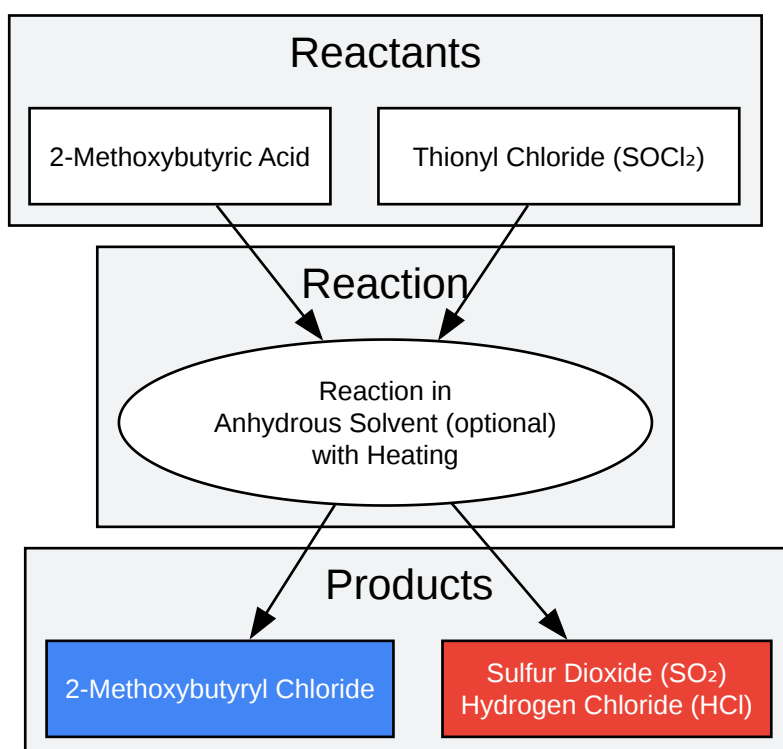 Reactants
2-Methoxybutyric Acid
Thionyl Chloride (SOCl₂)
Reaction
Reaction in
Anhydrous Solvent (optional)
with Heating
Products
2-Methoxybutyryl Chloride
Sulfur Dioxide (SO₂)
Hydrogen Chloride (HCl)